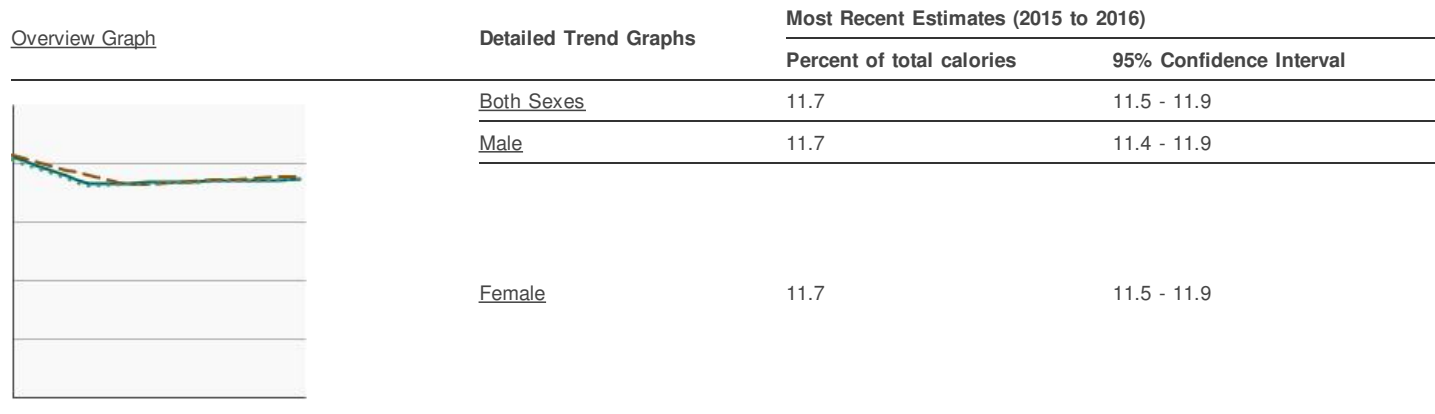 Overview Graph
Detailed Trend Graphs
Most Recent Estimates (2015 to 2016)
Percent of total calories
95% Confidence Interval
Both Sexes 11.7 11.5 - 11.9
Male 11.7 11.4 - 11.9
Female 11.7 11.5 - 11.9